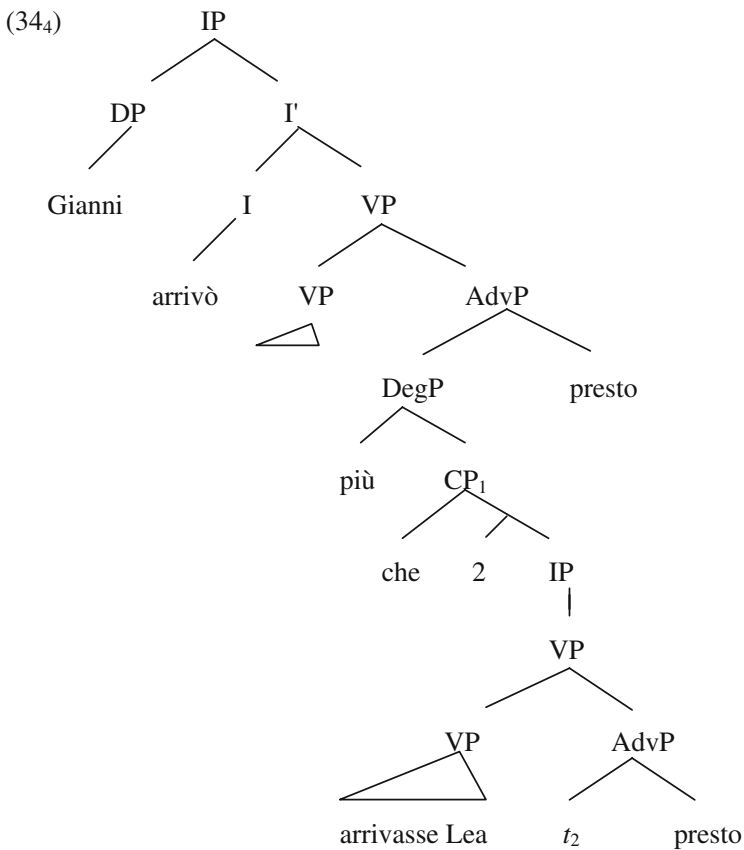 (34₄) IP
DP I'
Gianni I VP
arrivò VP AdvP
DegP presto
più CP₁
che 2 IP
VP
VP AdvP
arrivasse Lea t₂ presto